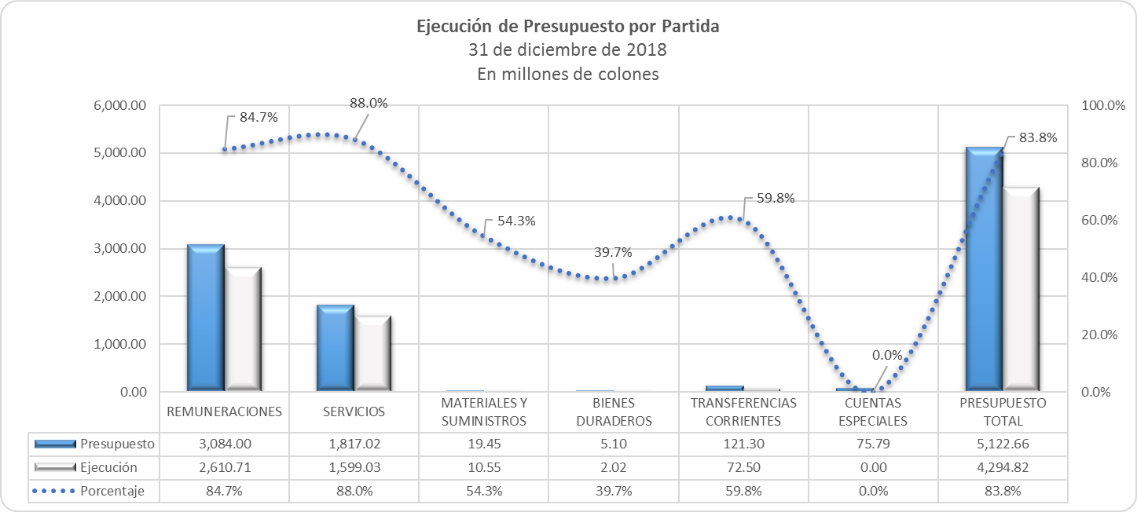 Ejecución de Presupuesto por Partida
31 de diciembre de 2018
En millones de colones
6,000.00
5,000.00
4,000.00
3,000.00
2,000.00
1,000.00
0.00
100.0%
80.0%
60.0%
40.0%
20.0%
0.0%
84.7%
88.0%
54.3%
39.7%
59.8%
0.0%
83.8%
REMUNERACIONES
SERVICIOS
MATERIALES Y
SUMINISTROS
BIENES
DURADEROS
TRANSFERENCIAS
CORRIENTES
CUENTAS
ESPECIALES
PRESUPUESTO
TOTAL
Presupuesto 3,084.00 1,817.02 19.45 5.10 121.30 75.79 5,122.66
Ejecución 2,610.71 1,599.03 10.55 2.02 72.50 0.00 4,294.82
Porcentaje 84.7% 88.0% 54.3% 39.7% 59.8% 0.0% 83.8%